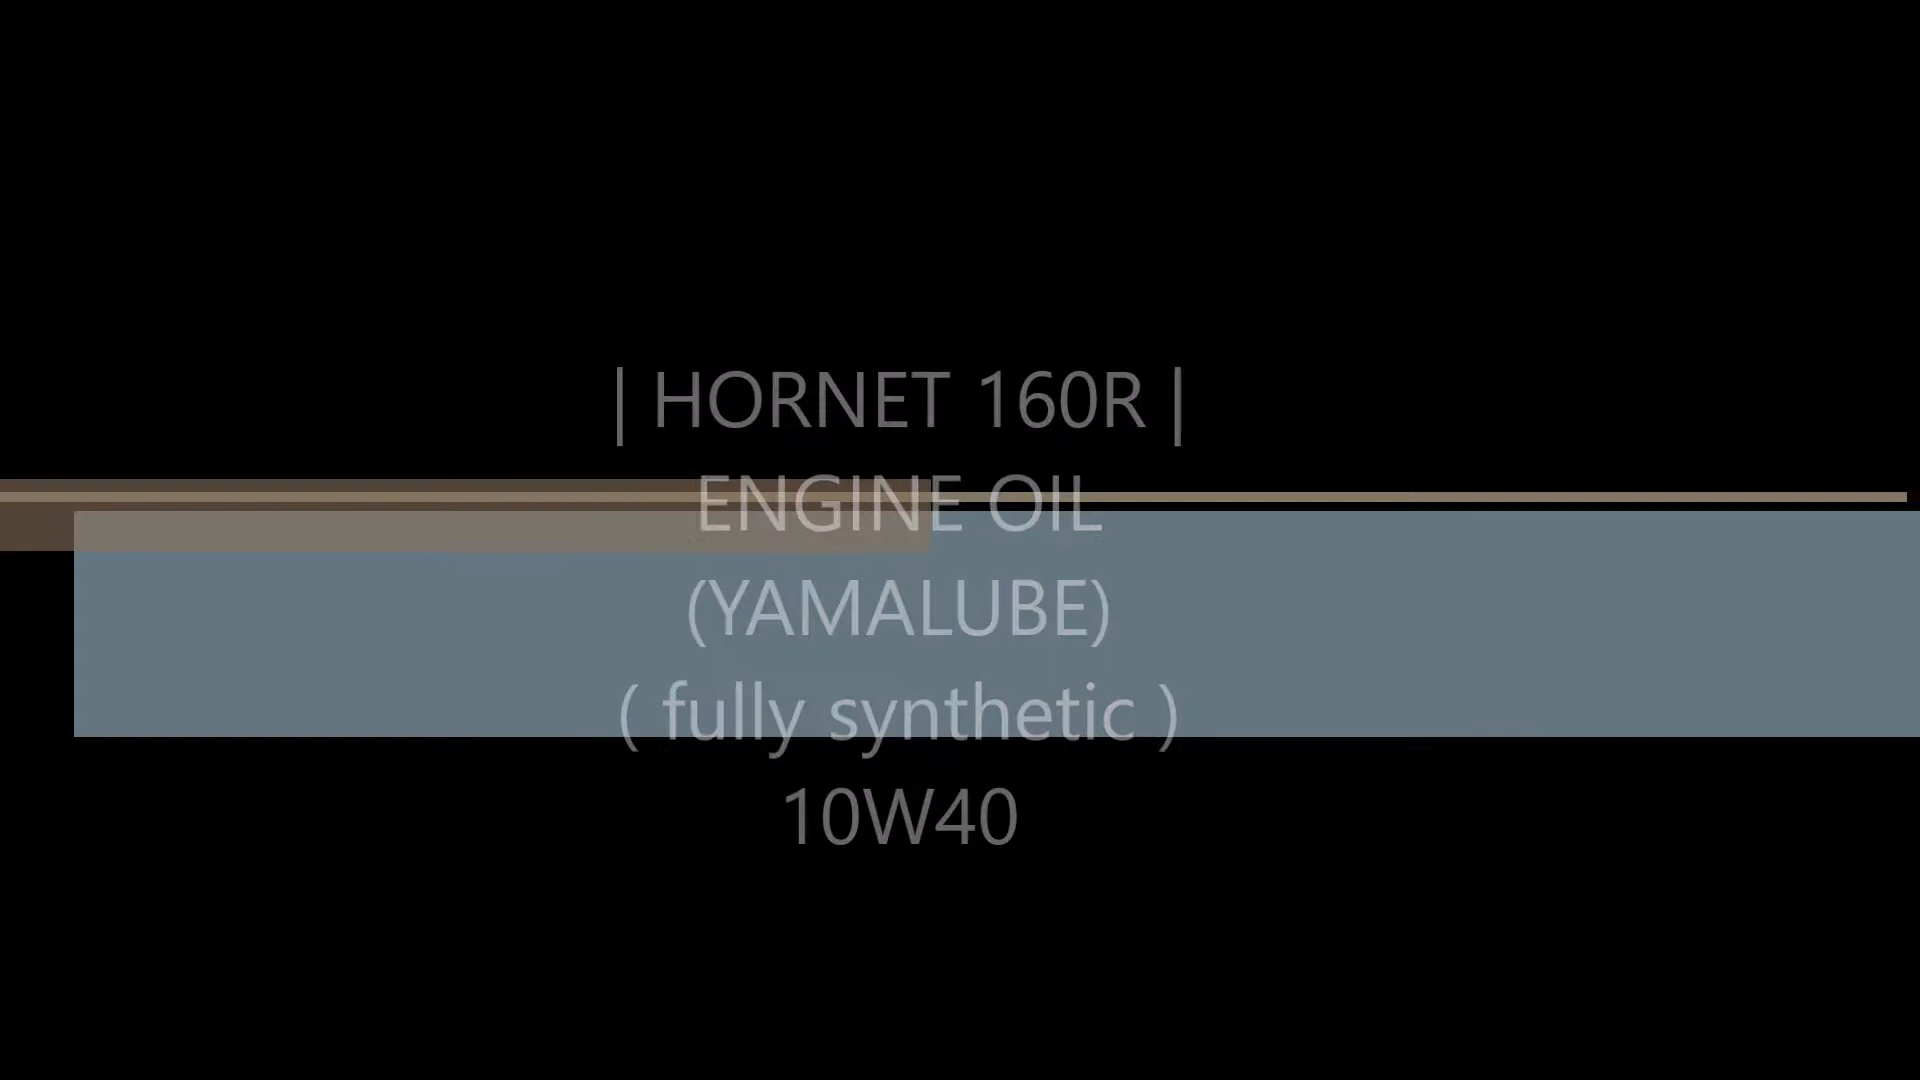 | HORNET 160R |
ENGINE OIL
(YAMALUBE)
( fully synthetic )
10W40